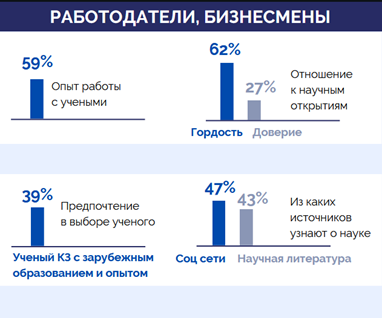 РАБОТОДАТЕЛИ, БИЗНЕСМЕНЫ
59%
Опыт работы
с учеными
62%
27%
Отношение
к научным
открытиям
Гордость Доверие
39%
Предпочтение
в выборе ученого
Ученый КЗ с зарубежным
образованием и опытом
47%
43%
Из каких
источников
узнают о науке
Соц сети Научная литература